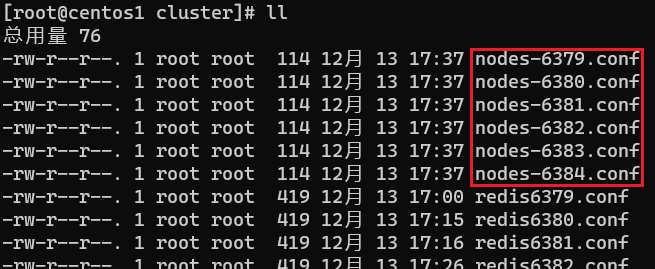 [root@centos1 cluster]# ll
总用量 76
-rw-r--r--. 1 root root  114 12月 13 17:37 nodes-6379.conf
-rw-r--r--. 1 root root  114 12月 13 17:37 nodes-6380.conf
-rw-r--r--. 1 root root  114 12月 13 17:37 nodes-6381.conf
-rw-r--r--. 1 root root  114 12月 13 17:37 nodes-6382.conf
-rw-r--r--. 1 root root  114 12月 13 17:37 nodes-6383.conf
-rw-r--r--. 1 root root  114 12月 13 17:37 nodes-6384.conf
-rw-r--r--. 1 root root  419 12月 13 17:00 redis6379.conf
-rw-r--r--. 1 root root  419 12月 13 17:15 redis6380.conf
-rw-r--r--. 1 root root  419 12月 13 17:16 redis6381.conf
-rw-r--r--. 1 root root  419 12月 13 17:26 redis6382.conf